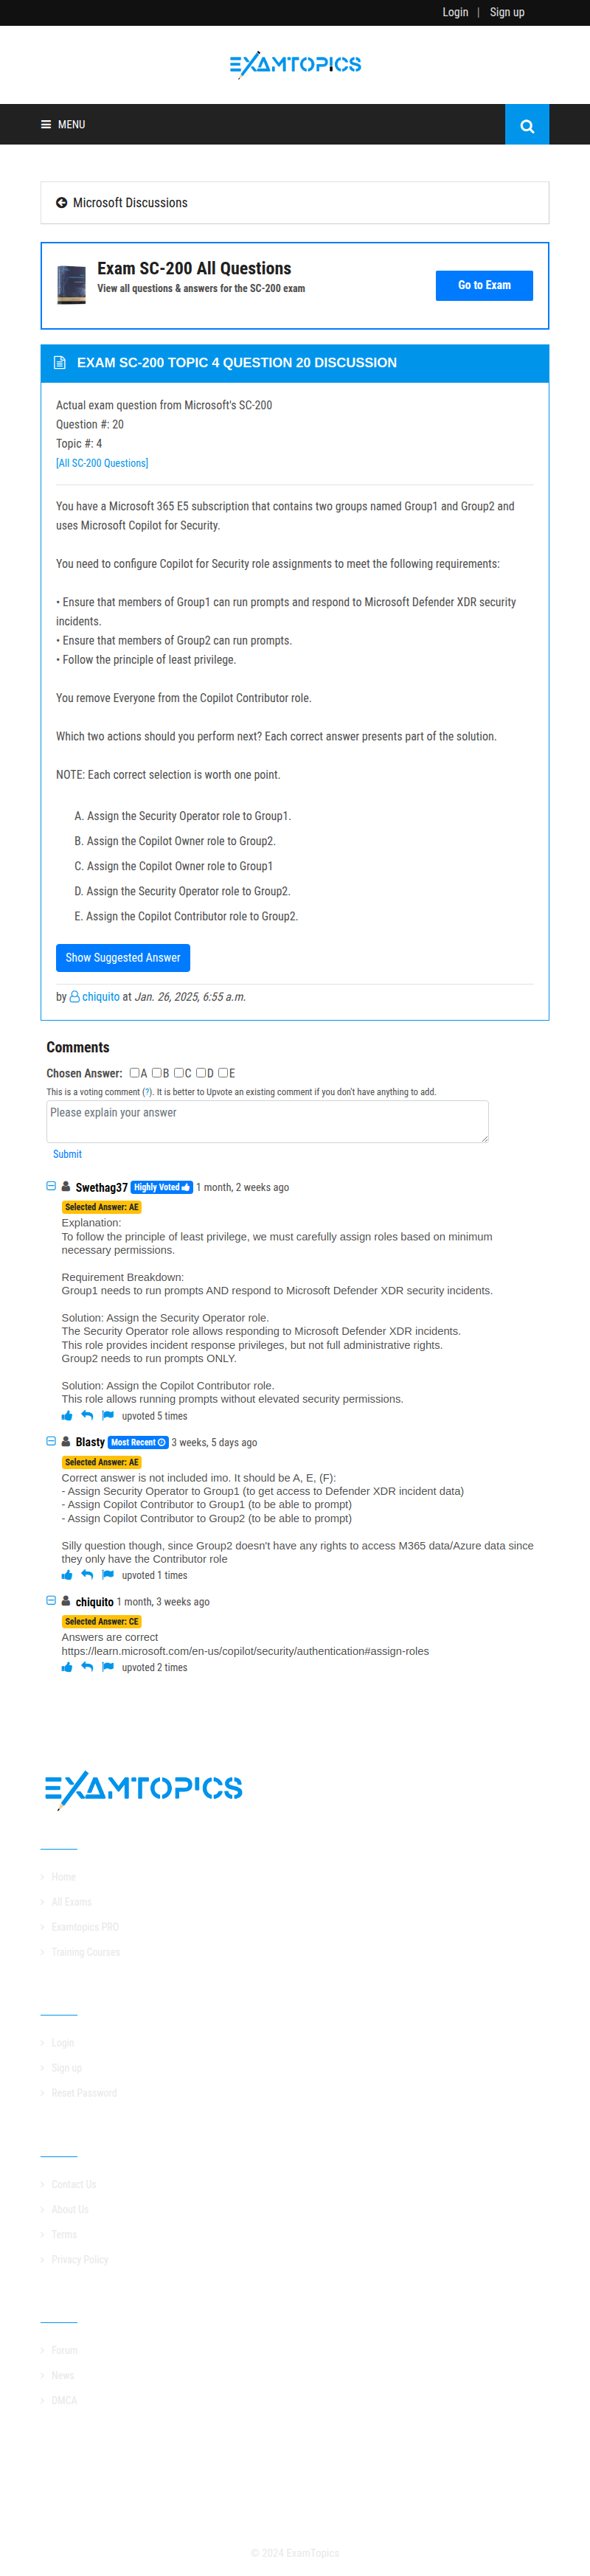 Login | Sign up
EXAMTOPICS
MENU
Microsoft Discussions
Exam SC-200 All Questions
View all questions & answers for the SC-200 exam
Go to Exam
EXAM SC-200 TOPIC 4 QUESTION 20 DISCUSSION
Actual exam question from Microsoft's SC-200
Question #: 20
Topic #: 4
[All SC-200 Questions]
You have a Microsoft 365 E5 subscription that contains two groups named Group1 and Group2 and
uses Microsoft Copilot for Security.
You need to configure Copilot for Security role assignments to meet the following requirements:
• Ensure that members of Group1 can run prompts and respond to Microsoft Defender XDR security
incidents.
• Ensure that members of Group2 can run prompts.
• Follow the principle of least privilege.
You remove Everyone from the Copilot Contributor role.
Which two actions should you perform next? Each correct answer presents part of the solution.
NOTE: Each correct selection is worth one point.
A. Assign the Security Operator role to Group1.
B. Assign the Copilot Owner role to Group2.
C. Assign the Copilot Owner role to Group1
D. Assign the Security Operator role to Group2.
E. Assign the Copilot Contributor role to Group2.
Show Suggested Answer
by chiquito at Jan. 26, 2025, 6:55 a.m.
Comments
Chosen Answer: A B C D E
This is a voting comment (?). It is better to Upvote an existing comment if you don't have anything to add.
Please explain your answer
Submit
Swethag37 Highly Voted 1 month, 2 weeks ago
Selected Answer: AE
Explanation:
To follow the principle of least privilege, we must carefully assign roles based on minimum
necessary permissions.
Requirement Breakdown:
Group1 needs to run prompts AND respond to Microsoft Defender XDR security incidents.
Solution: Assign the Security Operator role.
The Security Operator role allows responding to Microsoft Defender XDR incidents.
This role provides incident response privileges, but not full administrative rights.
Group2 needs to run prompts ONLY.
Solution: Assign the Copilot Contributor role.
This role allows running prompts without elevated security permissions.
upvoted 5 times
Blasty Most Recent 3 weeks, 5 days ago
Selected Answer: AE
Correct answer is not included imo. It should be A, E, (F):
- Assign Security Operator to Group1 (to get access to Defender XDR incident data)
- Assign Copilot Contributor to Group1 (to be able to prompt)
- Assign Copilot Contributor to Group2 (to be able to prompt)
Silly question though, since Group2 doesn't have any rights to access M365 data/Azure data since
they only have the Contributor role
upvoted 1 times
chiquito 1 month, 3 weeks ago
Selected Answer: CE
Answers are correct
https://learn.microsoft.com/en-us/copilot/security/authentication#assign-roles
upvoted 2 times
EXAMTOPICS
Home
All Exams
Examtopics PRO
Training Courses
Login
Sign up
Reset Password
Contact Us
About Us
Terms
Privacy Policy
Forum
News
DMCA
© 2024 ExamTopics